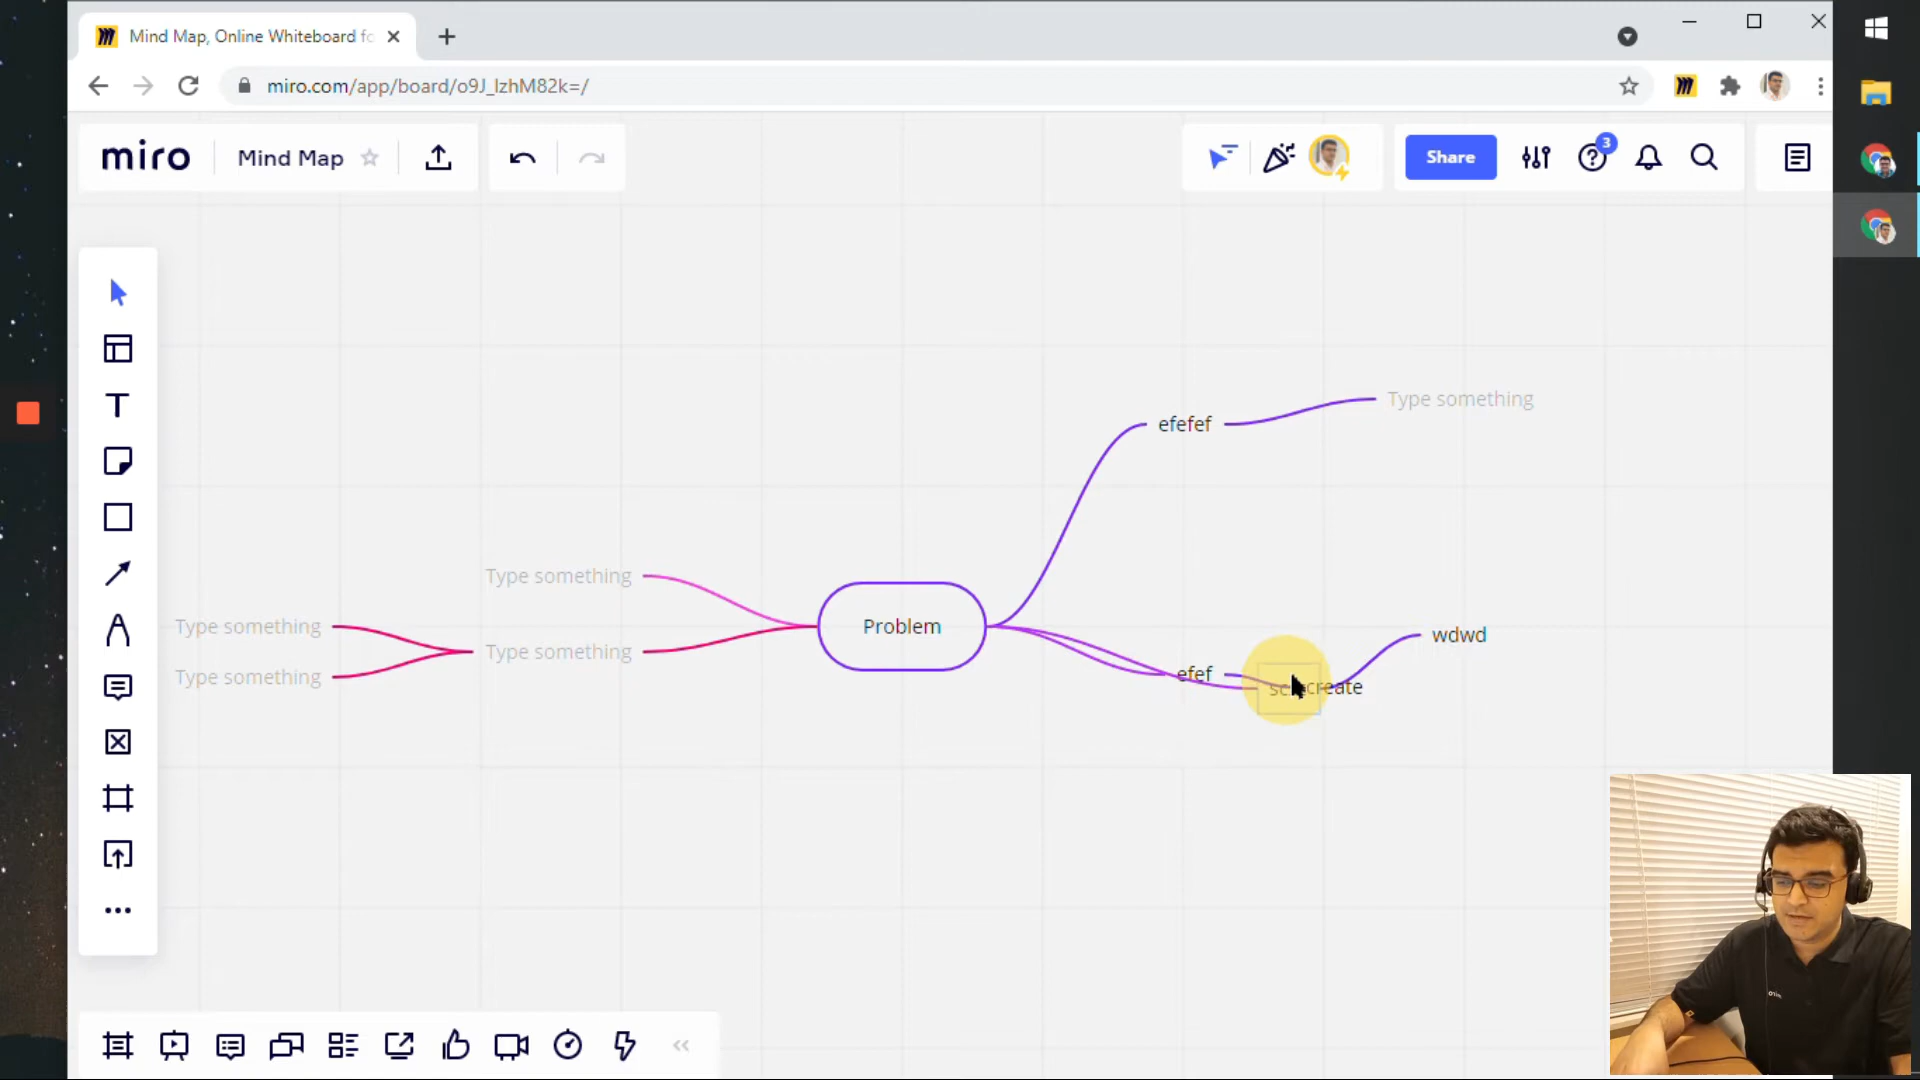 Mind Map, Online Whiteboard fo
miro.com/app/board/o9J_lzhM82k=/
miro
Mind Map
Share
3
Type something
efefef
Type something
Problem
Type something
Type something
Type something
wdwd
efef
create